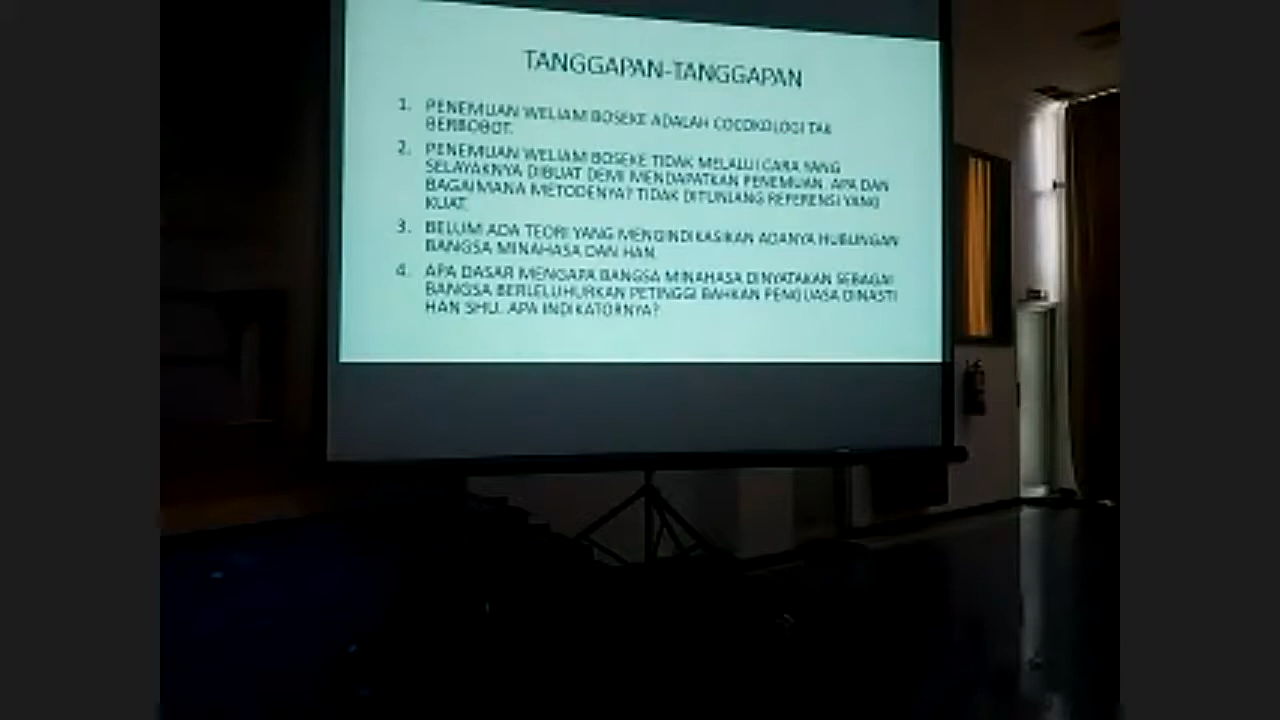 TANGGAPAN-TANGGAPAN
1. PENEMUAN WELIAM BOSEKE ADALAH COCOKOLOGI TAK
BERBOBOT.
2. PENEMUAN WELIAM BOSEKE TIDAK MELALUI CARA YANG
SELAYAKNYA DIBUAT DEMI MENDAPATKAN PENEMUAN. APA DAN
BAGAIMANA METODENYA? TIDAK DITUNJANG REFERENSI YANG
KUAT.
3. BELUM ADA TEORI YANG MENGINDIKASIKAN ADANYA HUBUNGAN
BANGSA MINAHASA DAN HAN.
4. APA DASAR MENGAPA BANGSA MINAHASA DINYATAKAN SEBAGAI
BANGSA BERLELUHURKAN PETINGGI BAHKAN PENGUASA DINASTI
HAN SHU. APA INDIKATORNYA?